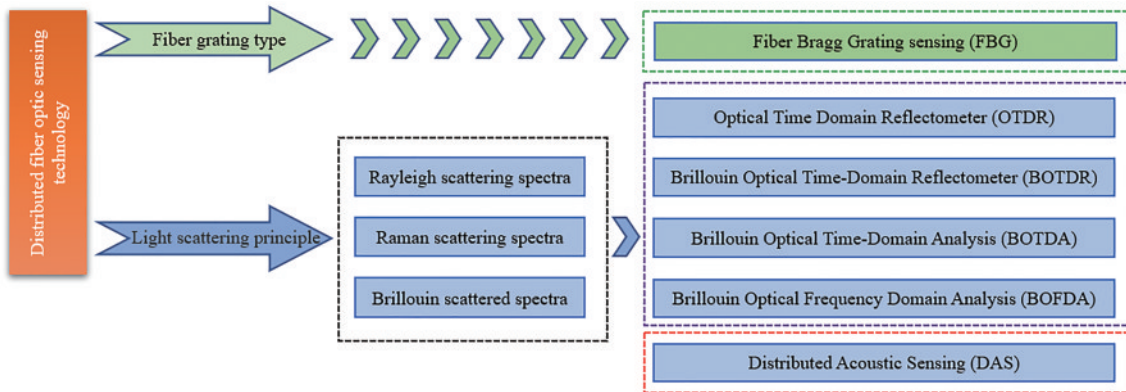 Distributed fiber optic sensing
technology
Fiber grating type
Fiber Bragg Grating sensing (FBG)
Light scattering principle
Rayleigh scattering spectra
Raman scattering spectra
Brillouin scattered spectra
Optical Time Domain Reflectometer (OTDR)
Brillouin Optical Time-Domain Reflectometer (BOTDR)
Brillouin Optical Time-Domain Analysis (BOTDA)
Brillouin Optical Frequency Domain Analysis (BOFDA)
Distributed Acoustic Sensing (DAS)